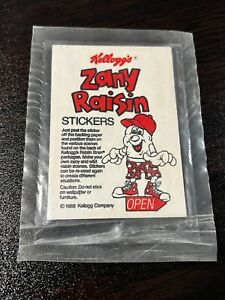 Kellogg's®
Zany
Raisin
STICKERS
Just peel the sticker
off the backing paper
and position them on
the various scenes
found on the back of
Kellogg's Raisin Bran®
packages. Make your
own zany and wild
raisin scenes. Stickers
can be re-used again
to create different
situations.
Caution: Do not stick
on wallpaper or
furniture.
© 1988 Kellogg Company
OPEN